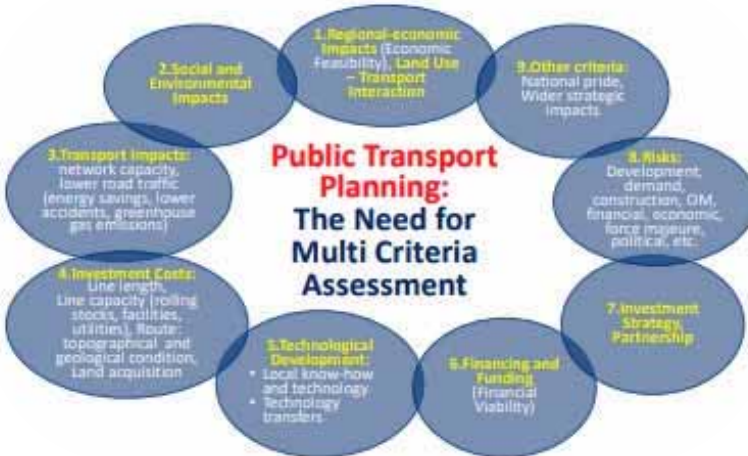 Public Transport
Planning:
The Need for
Multi Criteria
Assessment
1.Regional-economic
Impacts (Economic
Feasibility), Land Use
– Transport
Interaction
2.Social and
Environmental
Impacts
3.Transport Impacts:
network capacity,
lower road traffic
(energy savings, lower
accidents, greenhouse
gas emissions)
4.Investment Costs:
Line length,
Line capacity (rolling
stocks, facilities,
utilities), Route:
topographical and
geological condition,
Land acquisition
5.Technological
Development:
• Local know-how
and technology
• Technology
transfers
6.Financing and
Funding
(Financial
Viability)
7.Investment
Strategy,
Partnership
8.Risks:
Development,
demand,
construction, OM,
financial, economic,
force majeure,
political, etc.
9.Other criteria:
National pride,
Wider strategic
impacts